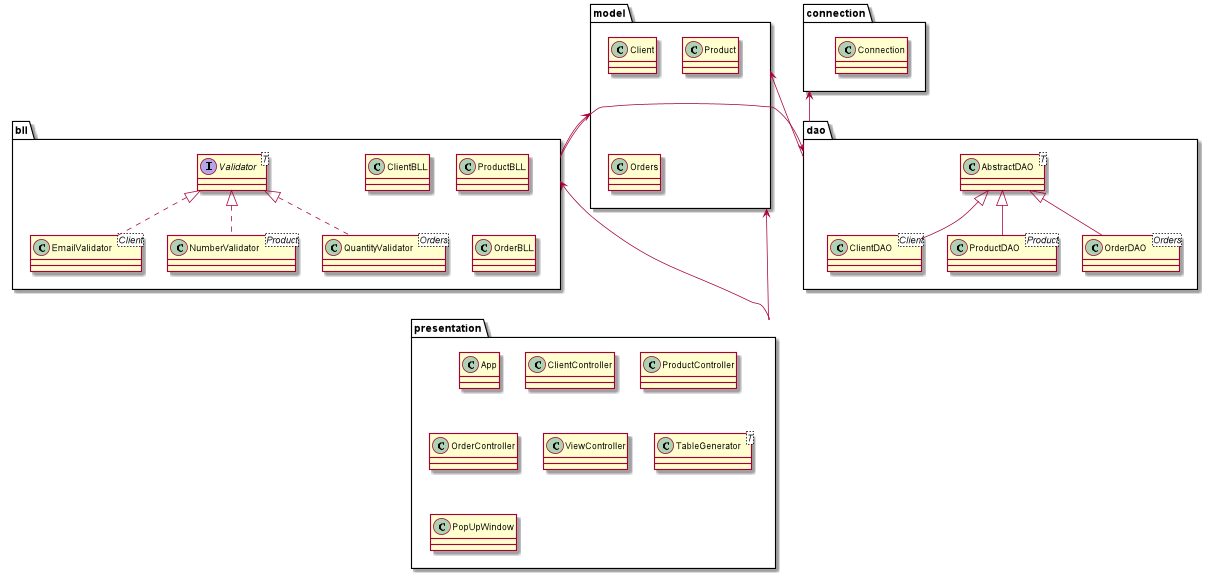 model
connection
C Client
C Product
C Connection
bll
dao
I Validator T
C ClientBLL
C ProductBLL
C Orders
C AbstractDAO T
C EmailValidator Client
C NumberValidator Product
C QuantityValidator Orders
C OrderBLL
C ClientDAO Client
C ProductDAO Product
C OrderDAO Orders
presentation
C App
C ClientController
C ProductController
C OrderController
C ViewController
C TableGenerator T
C PopUpWindow